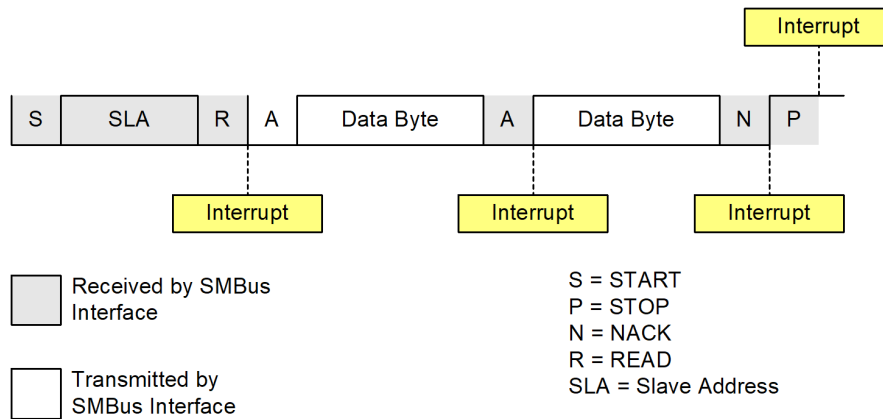 Interrupt
S SLA R A Data Byte A Data Byte N P
Interrupt Interrupt Interrupt
Received by SMBus
Interface
Transmitted by
SMBus Interface
S = START
P = STOP
N = NACK
R = READ
SLA = Slave Address